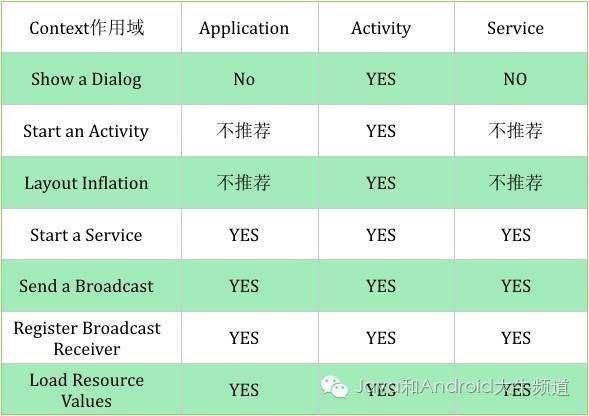 Context作用域 Application Activity Service
Show a Dialog No YES NO
Start an Activity 不推荐 YES 不推荐
Layout Inflation 不推荐 YES 不推荐
Start a Service YES YES YES
Send a Broadcast YES YES YES
Register Broadcast
Receiver YES YES YES
Load Resource
Values YES YES YES
Java和Android大牛频道